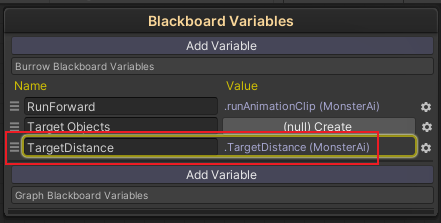 Blackboard Variables
Add Variable
Burrow Blackboard Variables
Name Value
RunForward .runAnimationClip (MonsterAi)
Target Objects (null) Create
TargetDistance .TargetDistance (MonsterAi)
Add Variable
Graph Blackboard Variables